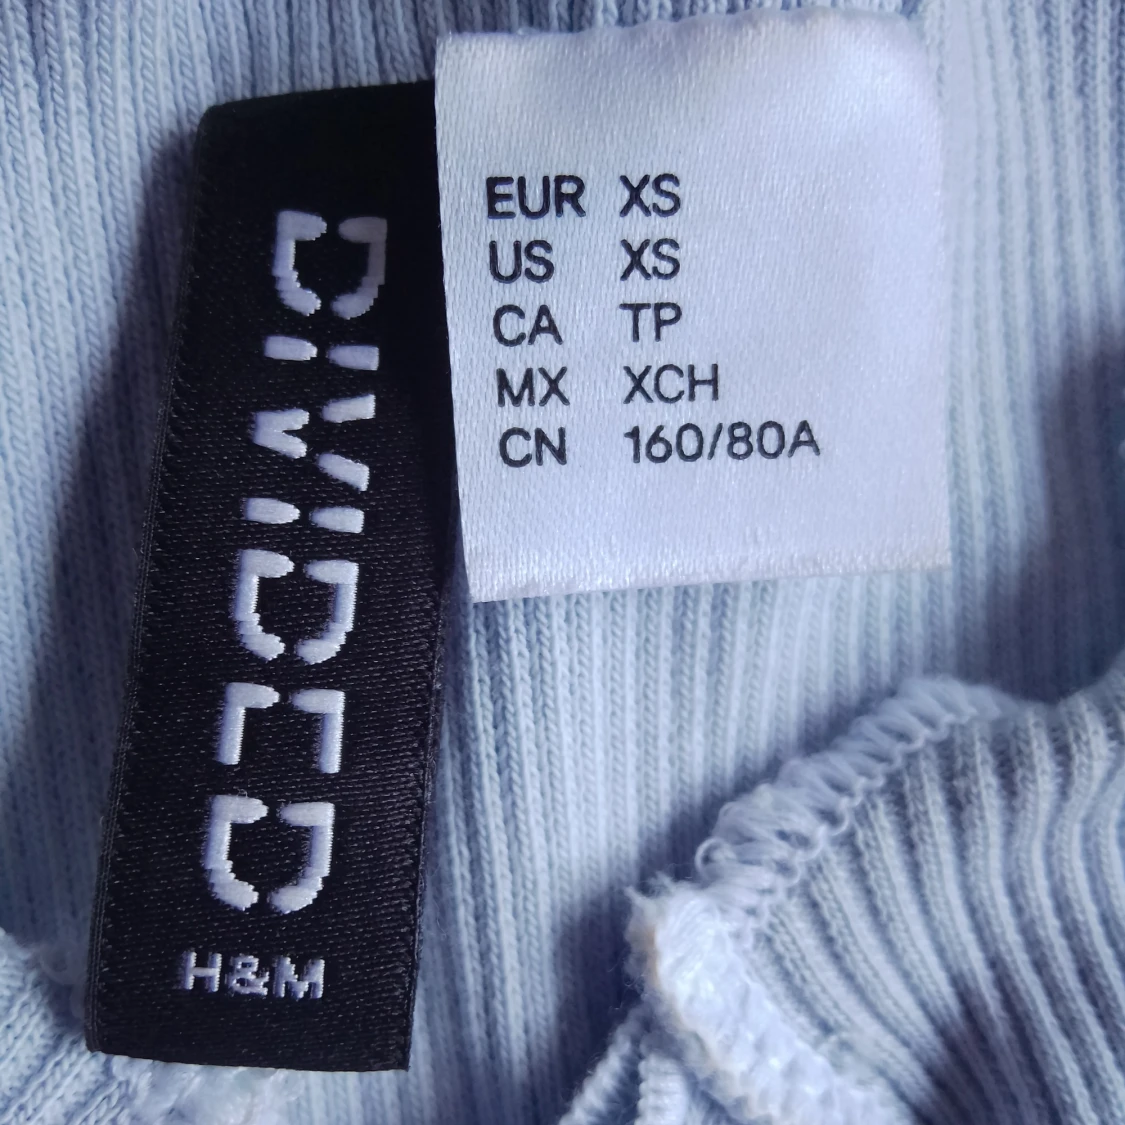 DIVIDED
H&M
EUR XS
US XS
CA TP
MX XCH
CN 160/80A